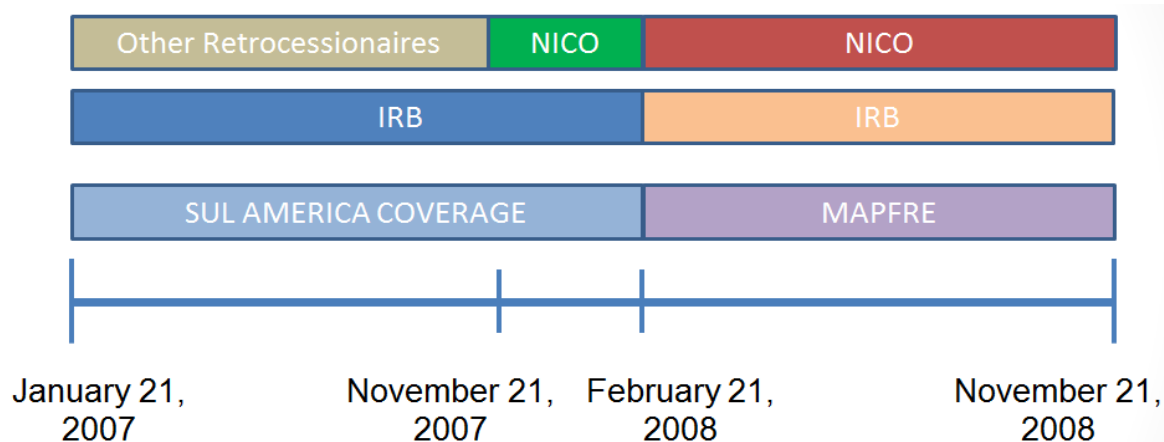 Other Retrocessionaires NICO NICO
IRB IRB
SUL AMERICA COVERAGE MAPFRE
January 21, November 21, February 21, November 21,
2007 2007 2008 2008